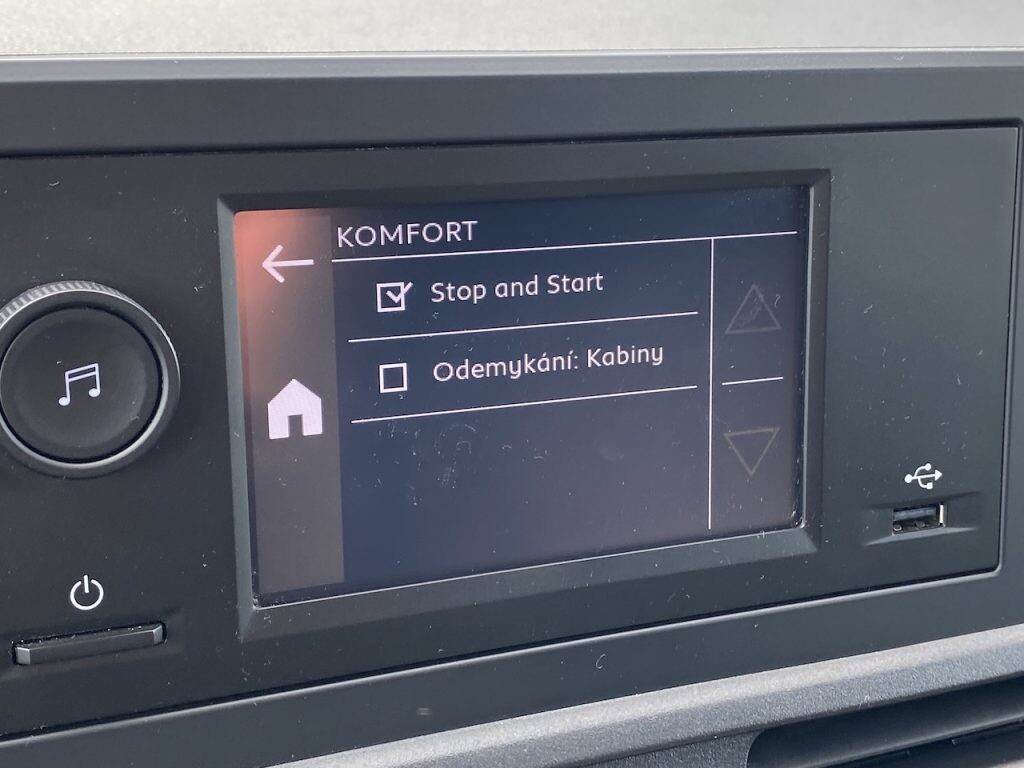 KOMFORT
Stop and Start
Odemykání: Kabiny